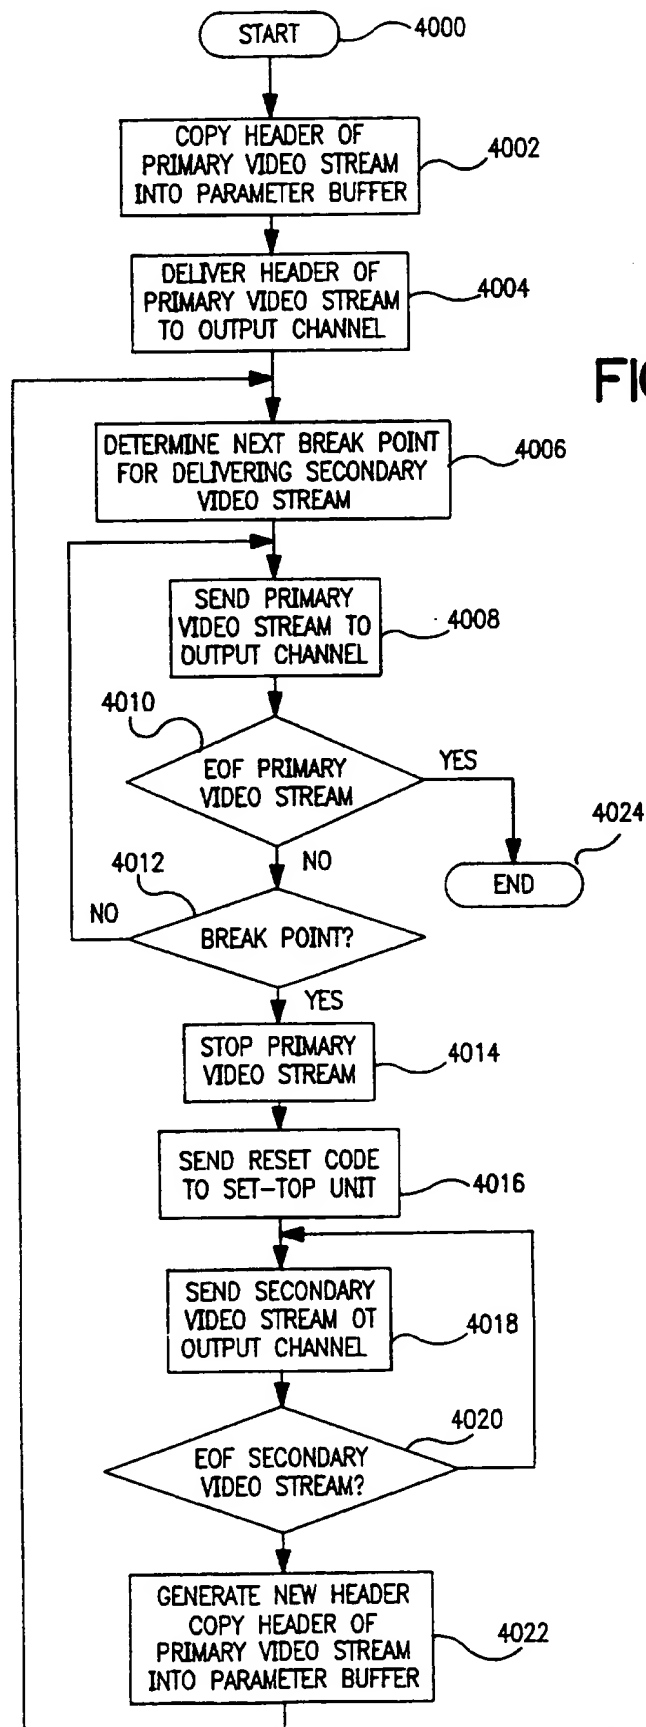 START
4000
COPY HEADER OF
PRIMARY VIDEO STREAM
INTO PARAMETER BUFFER
4002
DELIVER HEADER OF
PRIMARY VIDEO STREAM
TO OUTPUT CHANNEL
4004
DETERMINE NEXT BREAK POINT
FOR DELIVERING SECONDARY
VIDEO STREAM
4006
SEND PRIMARY
VIDEO STREAM TO
OUTPUT CHANNEL
4008
4010
EOF PRIMARY
VIDEO STREAM
YES
4024
END
NO
4012
NO
BREAK POINT?
YES
STOP PRIMARY
VIDEO STREAM
4014
SEND RESET CODE
TO SET-TOP UNIT
4016
SEND SECONDARY
VIDEO STREAM OT
OUTPUT CHANNEL
4018
4020
EOF SECONDARY
VIDEO STREAM?
GENERATE NEW HEADER
COPY HEADER OF
PRIMARY VIDEO STREAM
INTO PARAMETER BUFFER
4022